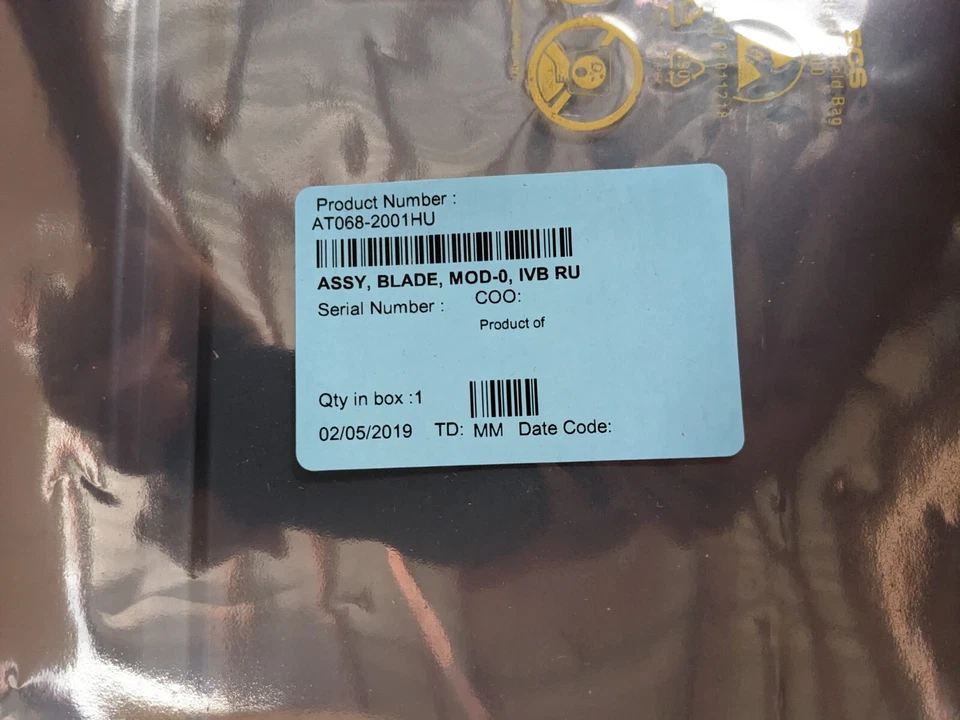 Product Number :
AT068-2001HU
ASSY, BLADE, MOD-0, IVB RU
Serial Number : COO:
Product of
Qty in box :1
02/05/2019 TD: MM Date Code: